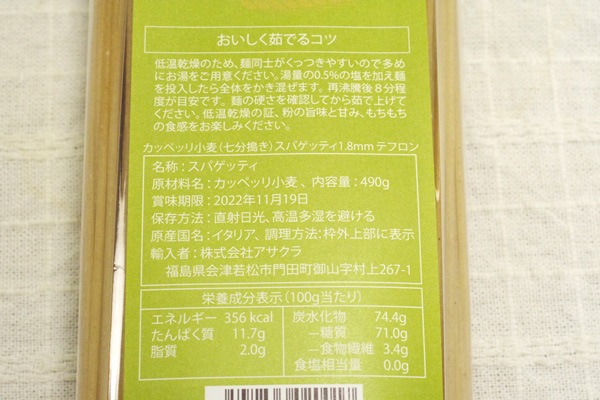 おいしく茹でるコツ
低温乾燥のため、麺同士がくっつきやすいので多め
にお湯をご用意ください。湯量の0.5%の塩を加え麺
を投入したら全体をかき混ぜます。再沸騰後8分程
度が目安です。麺の硬さを確認してから茹で上げて
ください。低温乾燥の証、粉の旨味と甘み、もちもち
の食感をお楽しみください。
カッペッリ小麦(七分搗き)スパゲッティ1.8mm テフロン
名称:スパゲッティ
原材料名:カッペッリ小麦、内容量:490g
賞味期限:2022年11月19日
保存方法:直射日光、高温多湿を避ける
原産国名:イタリア、調理方法:枠外上部に表示
輸入者:株式会社アサクラ
福島県会津若松市門田町御山字村上267-1
栄養成分表示(100g当たり)
エネルギー 356 kcal
たんぱく質 11.7g
脂質 2.0g
炭水化物 74.4g
−糖質 71.0g
−食物繊維 3.4g
食塩相当量 0.0g